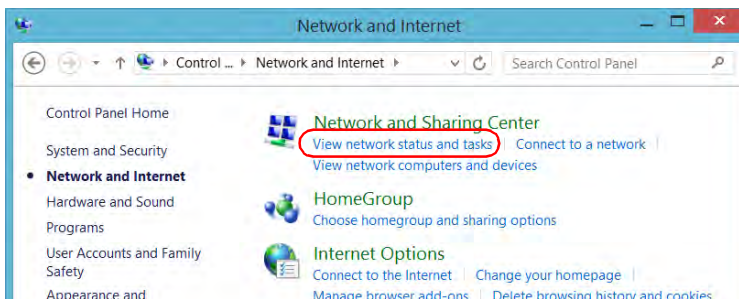 Network and Internet
Control ... Network and Internet
Search Control Panel
Control Panel Home
System and Security
Network and Internet
Hardware and Sound
Programs
User Accounts and Family
Safety
Appearance and
Network and Sharing Center
View network status and tasks Connect to a network
View network computers and devices
HomeGroup
Choose homegroup and sharing options
Internet Options
Connect to the Internet Change your homepage
Manage browser add-ons Delete browsing history and cookies